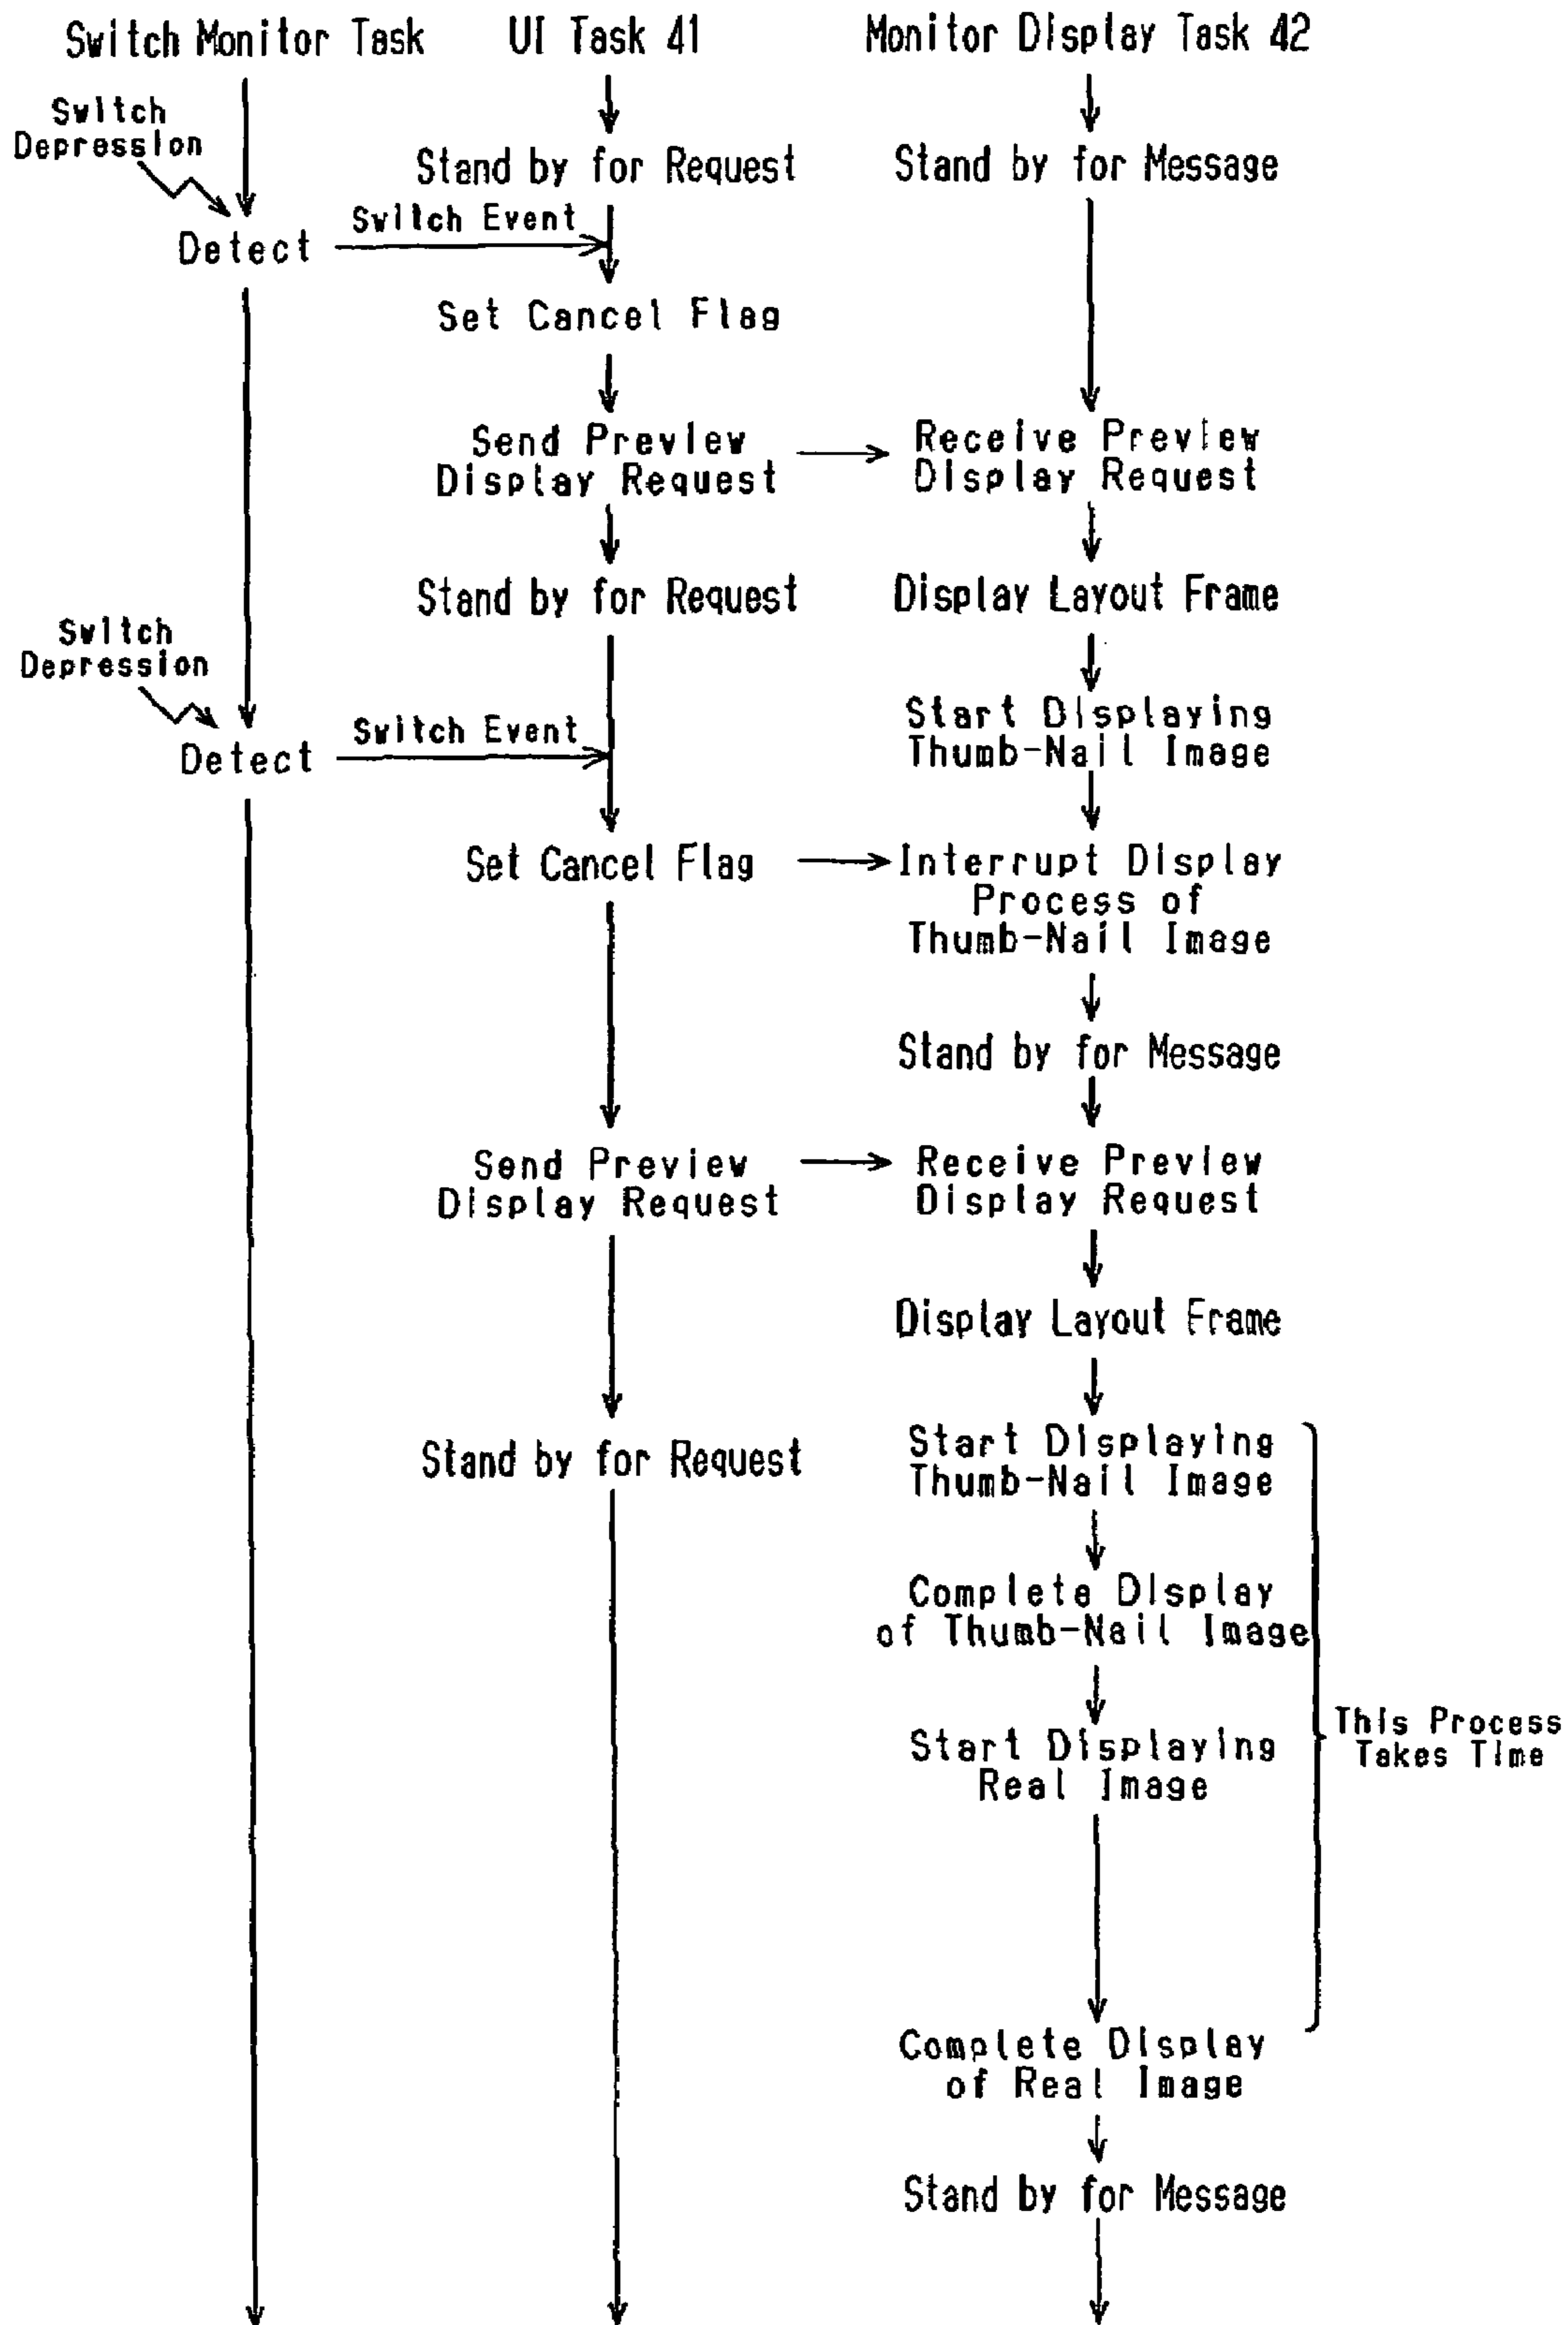 Switch Monitor Task
UI Task 41
Monitor Display Task 42
Switch
Depression
Stand by for Request
Stand by for Message
Switch Event
Detect
Set Cancel Flag
Send Preview
Display Request
Receive Preview
Display Request
Stand by for Request
Display Layout Frame
Switch
Depression
Start Displaying
Thumb-Nail Image
Switch Event
Detect
Set Cancel Flag
Interrupt Display
Process of
Thumb-Nail Image
Stand by for Message
Send Preview
Display Request
Receive Preview
Display Request
Display Layout Frame
Stand by for Request
Start Displaying
Thumb-Nail Image
Complete Display
of Thumb-Nail Image
This Process
Takes Time
Start Displaying
Real Image
Complete Display
of Real Image
Stand by for Message